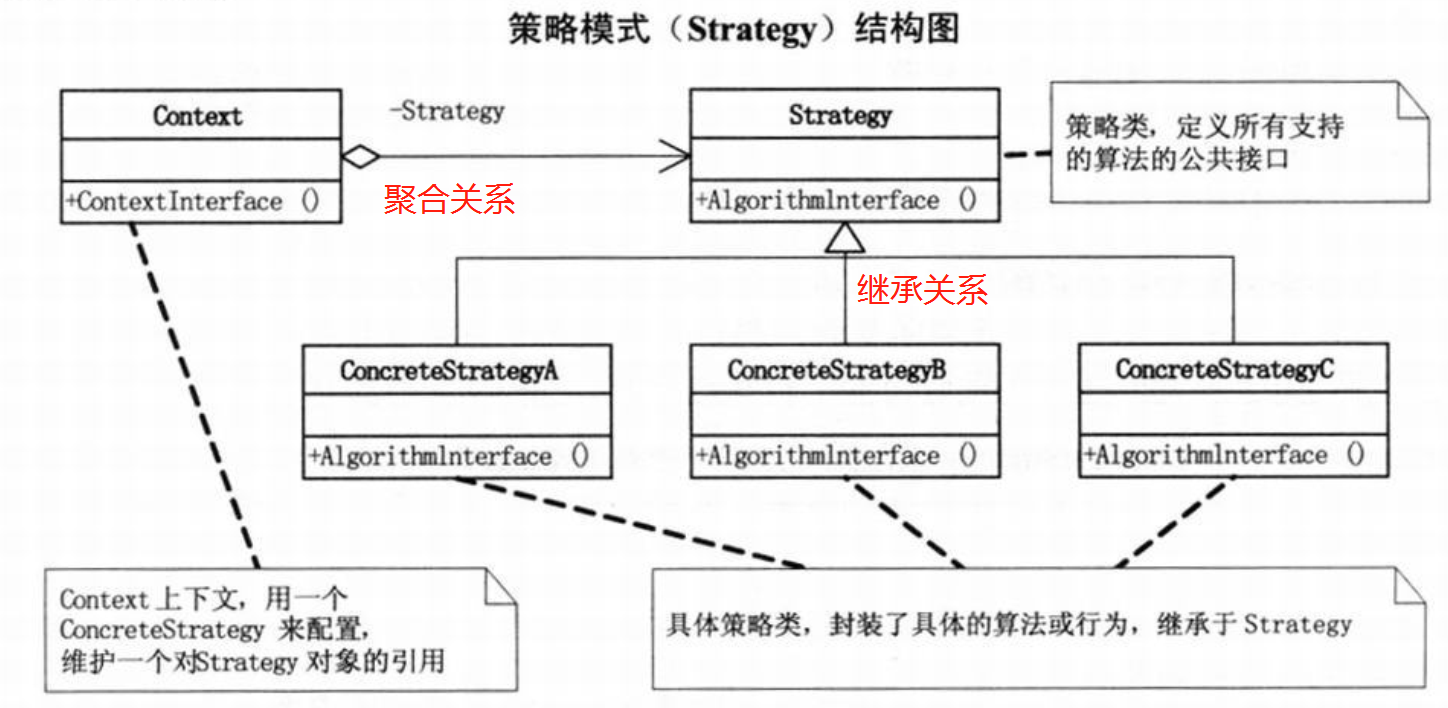 策略模式（Strategy）结构图
Context
+ContextInterface ()
-Strategy
聚合关系
Strategy
+AlgorithmInterface ()
策略类，定义所有支持
的算法的公共接口
继承关系
ConcreteStrategyA
+AlgorithmInterface ()
ConcreteStrategyB
+AlgorithmInterface ()
ConcreteStrategyC
+AlgorithmInterface ()
Context 上下文，用一个
ConcreteStrategy 来配置，
维护一个对Strategy 对象的引用
具体策略类，封装了具体的算法或行为，继承于 Strategy